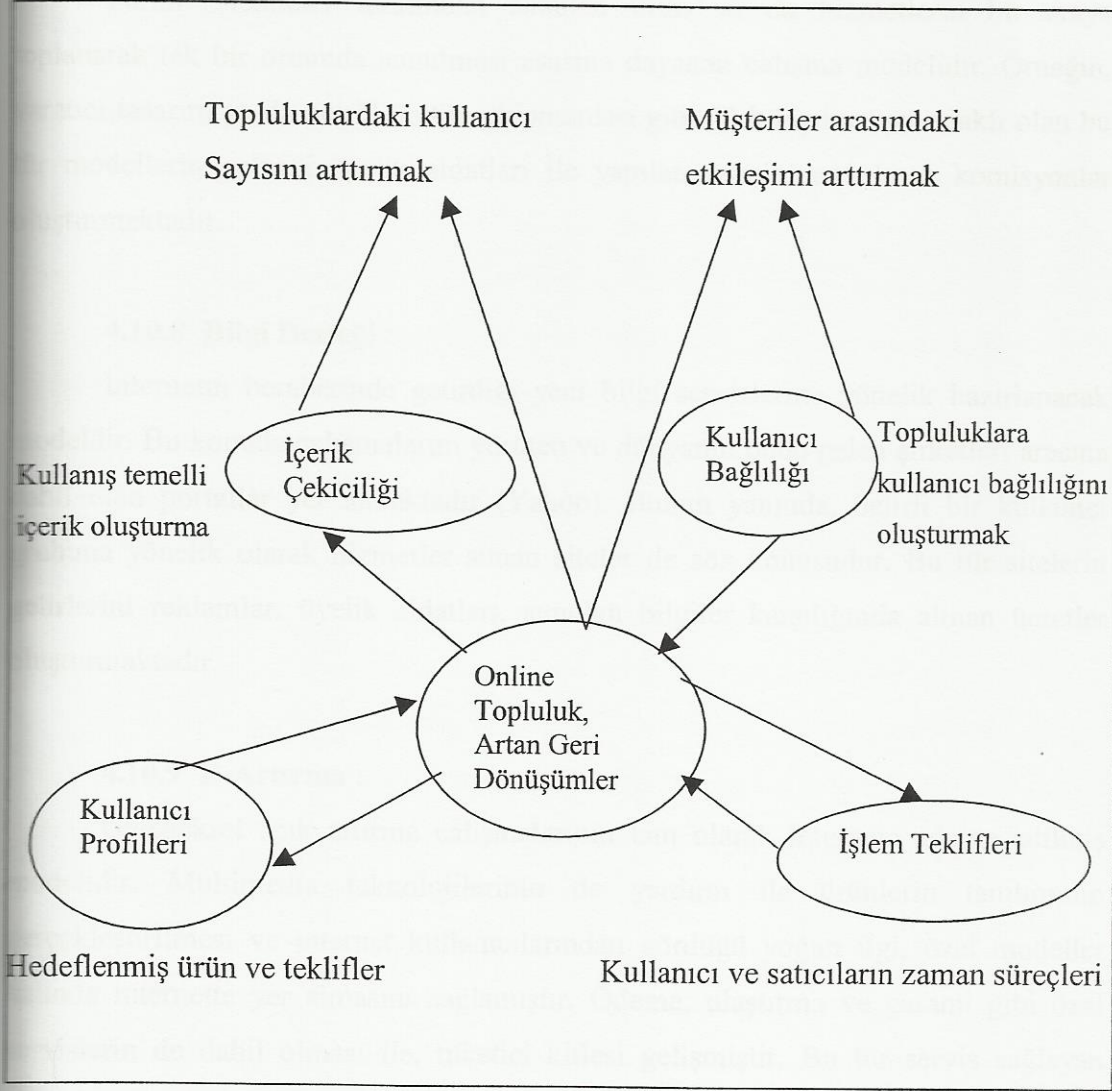 Topluluklardaki kullanıcı
Sayısını arttırmak
Müşteriler arasındaki
etkileşimi arttırmak
İçerik
Çekiciliği
Kullanış temelli
içerik oluşturma
Kullanıcı
Bağlılığı
Topluluklara
kullanıcı bağlılığını
oluşturmak
Online
Topluluk,
Artan Geri
Dönüşümler
Kullanıcı
Profilleri
İşlem Teklifleri
Hedeflenmiş ürün ve teklifler
Kullanıcı ve satıcıların zaman süreçleri